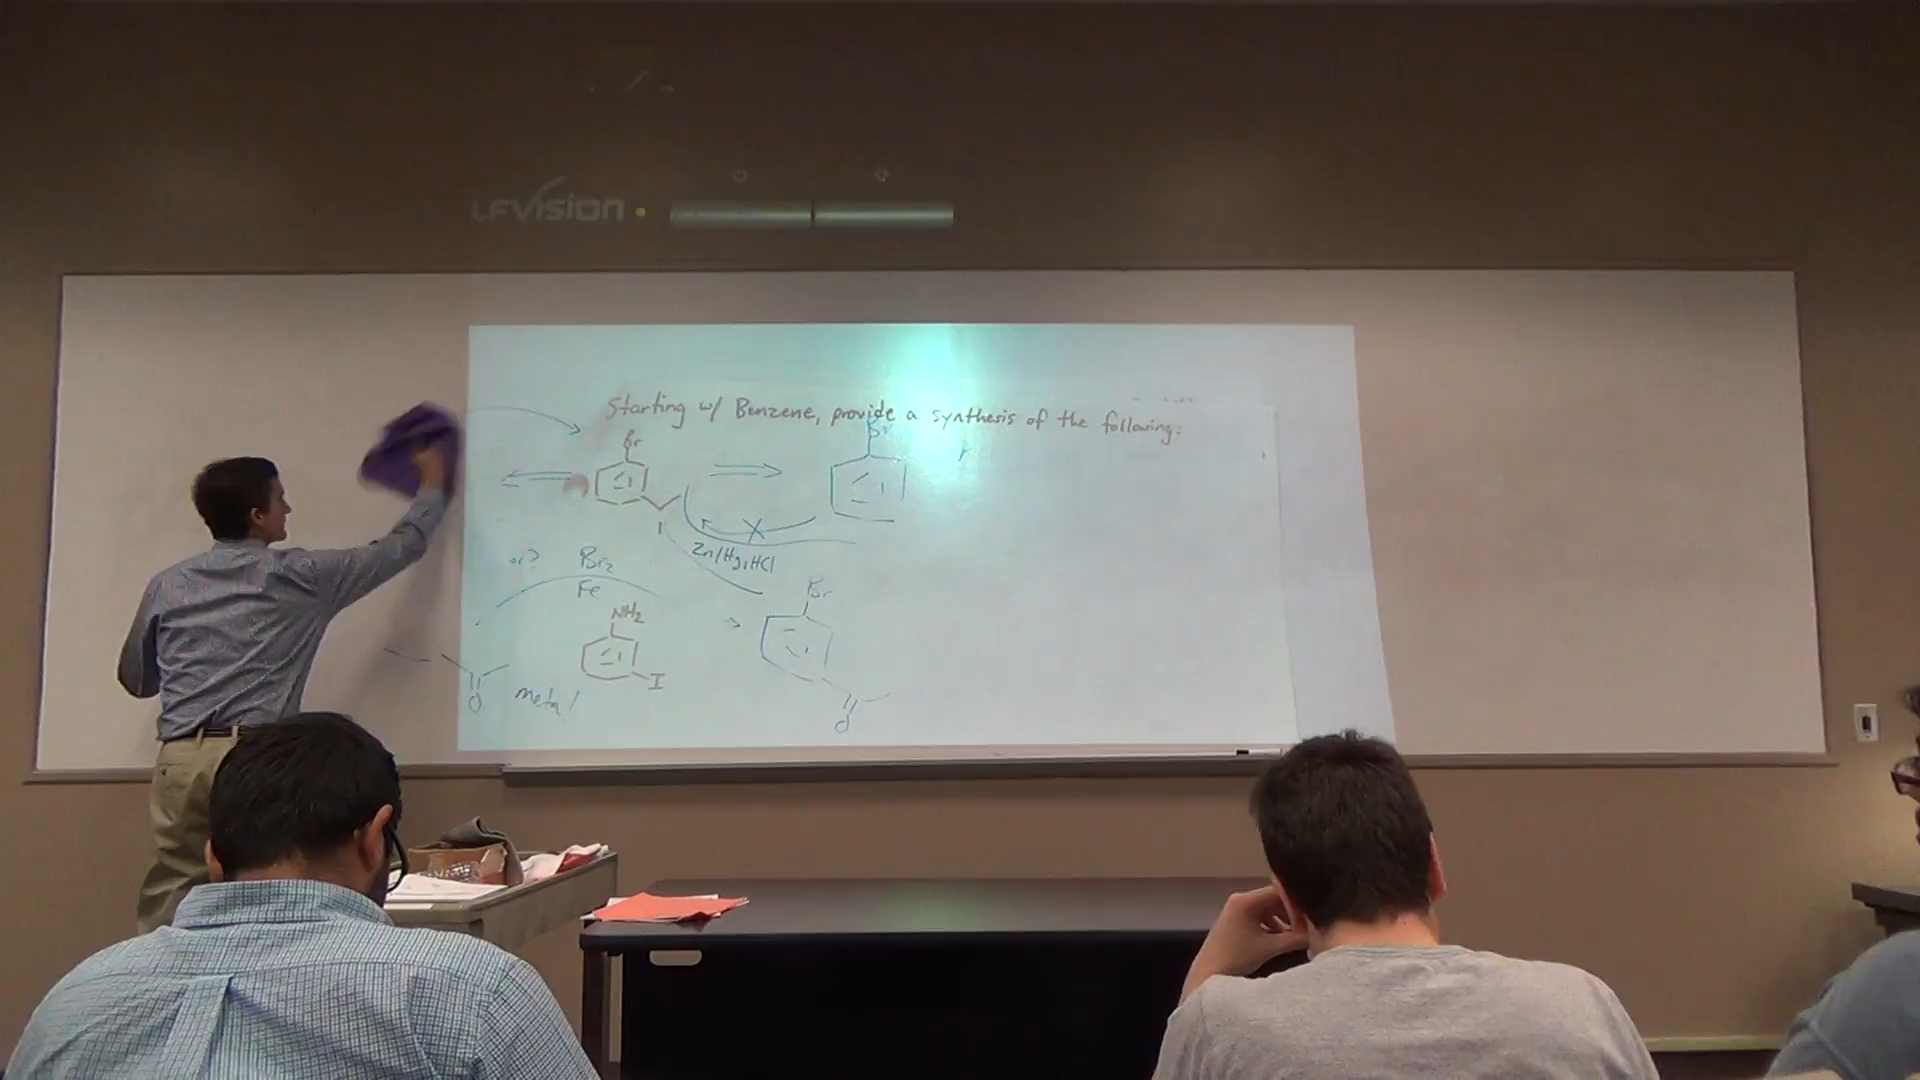 LFVision
Starting w/ Benzene, provide a synthesis of the following:
Br
Br
Zn/Hg, HCl
or?
Br2
Fe
Br
NH2
I
O
meta
O